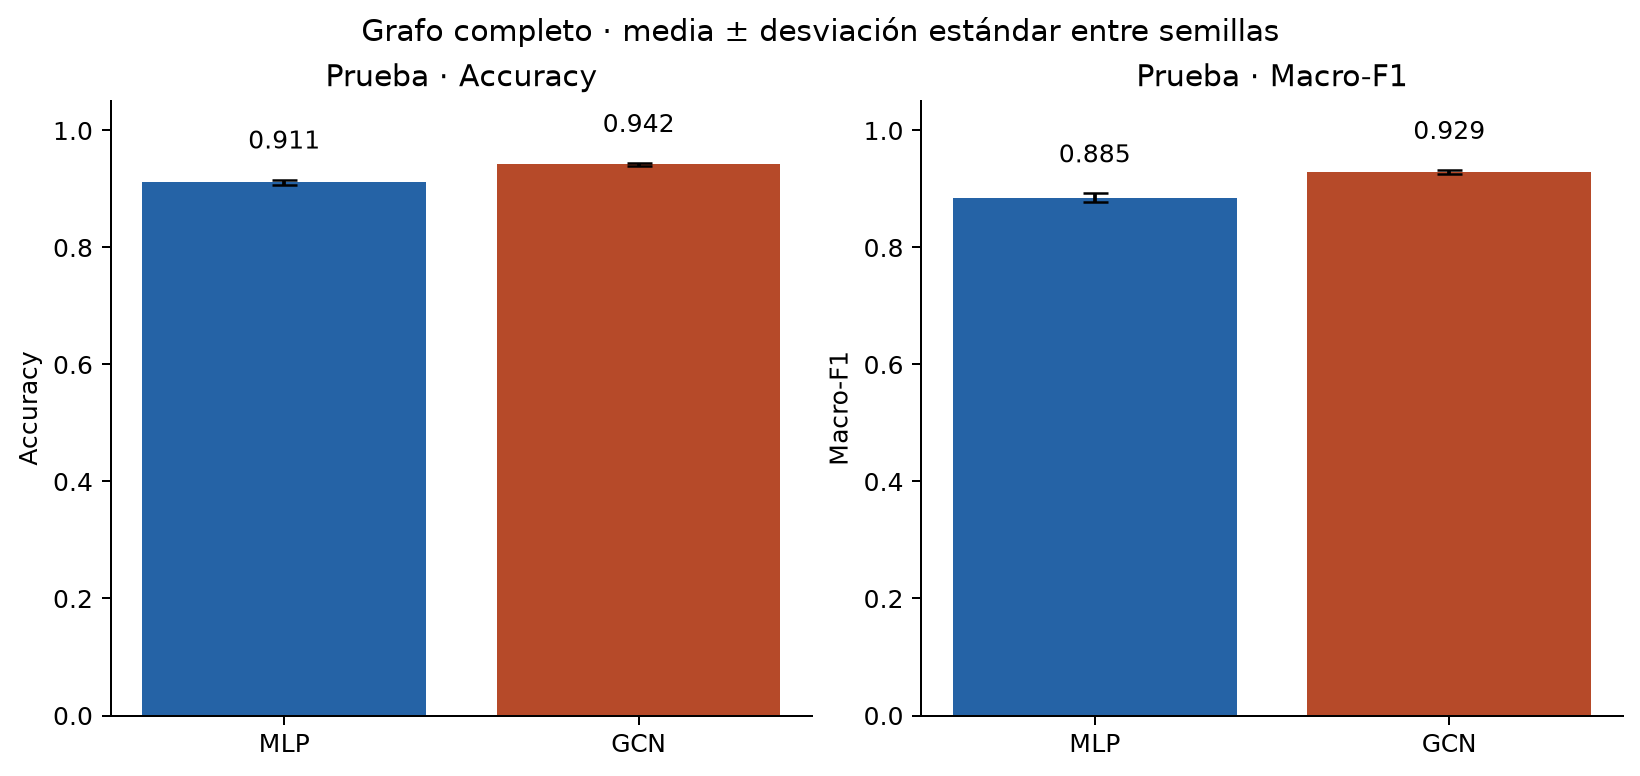 Grafo completo · media ± desviación estándar entre semillas
Prueba · Accuracy
1.0
0.8
0.6
0.4
0.2
0.0
Accuracy
0.911
0.942
MLP
GCN
Prueba · Macro-F1
1.0
0.8
0.6
0.4
0.2
0.0
Macro-F1
0.885
0.929
MLP
GCN